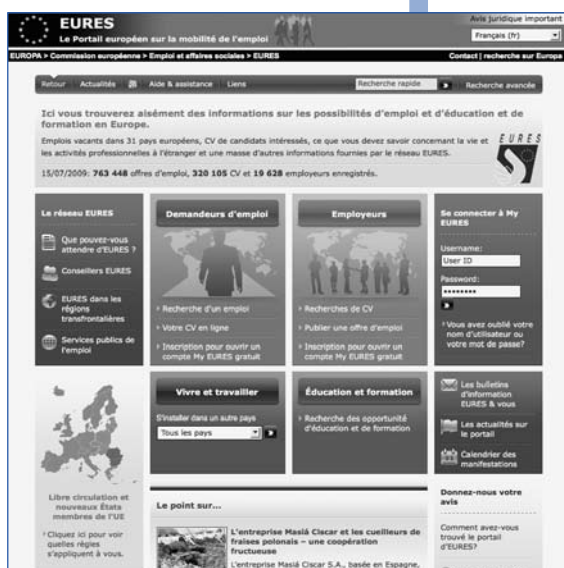 EURES
Le Portail européen sur la mobilité de l'emploi
Avis juridique important
Français (fr)
EUROPA > Commission européenne > Emploi et affaires sociales > EURES
Contact | recherche sur Europa
Retour
Actualités
Aide & assistance
Liens
Recherche rapide
Recherche avancée
Ici vous trouverez aisément des informations sur les possibilités d'emploi et d'éducation et de
formation en Europe.
Emplois vacants dans 31 pays européens, CV de candidats intéressés, ce que vous devez savoir concernant la vie et
les activités professionnelles à l'étranger et une masse d'autres informations fournies par le réseau EURES.
EURES
15/07/2009: 763 448 offres d'emploi, 320 105 CV et 19 628 employeurs enregistrés.
Le réseau EURES
Que pouvez-vous
attendre d'EURES ?
Conseillers EURES
EURES dans les
régions
transfrontalières
Services publics de
l'emploi
Demandeurs d'emploi
Recherche d'un emploi
Votre CV en ligne
Inscription pour ouvrir un
compte My EURES gratuit
Employeurs
Recherches de CV
Publier une offre d'emploi
Inscription pour ouvrir un
compte My EURES gratuit
Se connecter à My
EURES
Username:
User ID
Password:
••••••••
Vous avez oublié votre
nom d'utilisateur ou
votre mot de passe?
Libre circulation et
nouveaux États
membres de l'UE
Cliquez ici pour voir
quelles règles
s'appliquent à vous.
Vivre et travailler
S'installer dans un autre pays
Tous les pays
Éducation et formation
Recherche des opportunité
d'éducation et de formation
Les bulletins
d'information
EURES & vous
Les actualités sur
le portail
Calendrier des
manifestations
Le point sur...
L'entreprise Masiá Ciscar et les cueilleurs de
fraises polonais – une coopération
fructueuse
L'entreprise Masiá Ciscar S.A., basée en Espagne,
Donnez-nous votre
avis
Comment avez-vous
trouvé le portail
d'EURES?